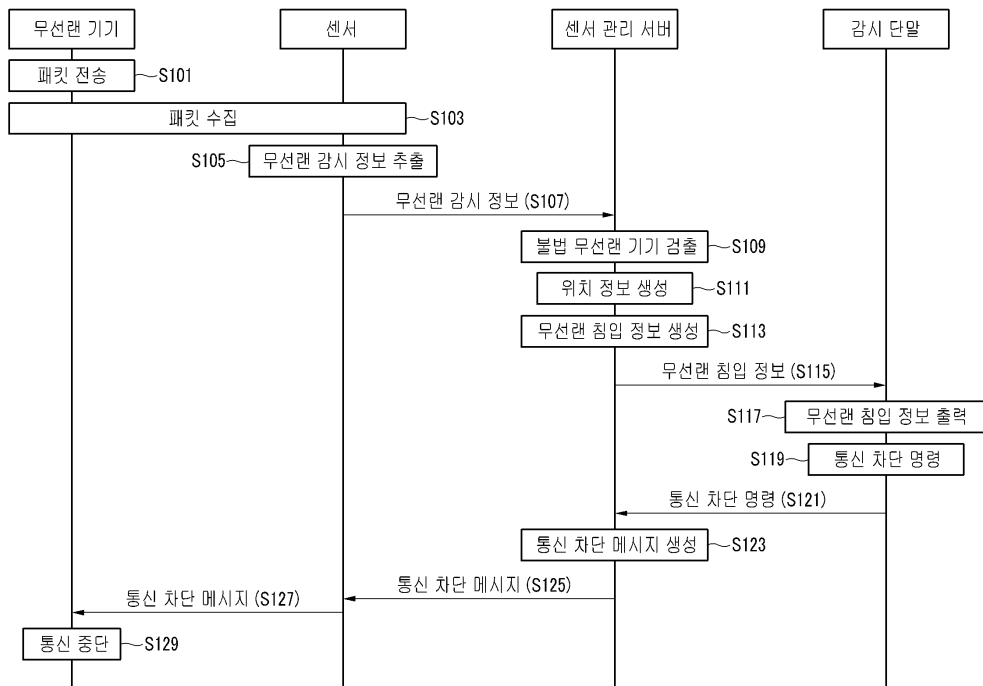 무선랜 기기
센서
센서 관리 서버
감시 단말
패킷 전송 S101
패킷 수집 S103
S105 무선랜 감시 정보 추출
무선랜 감시 정보 (S107)
불법 무선랜 기기 검출 S109
위치 정보 생성 S111
무선랜 침입 정보 생성 S113
무선랜 침입 정보 (S115)
S117 무선랜 침입 정보 출력
S119 통신 차단 명령
통신 차단 명령 (S121)
통신 차단 메시지 생성 S123
통신 차단 메시지 (S125)
통신 차단 메시지 (S127)
통신 중단 S129